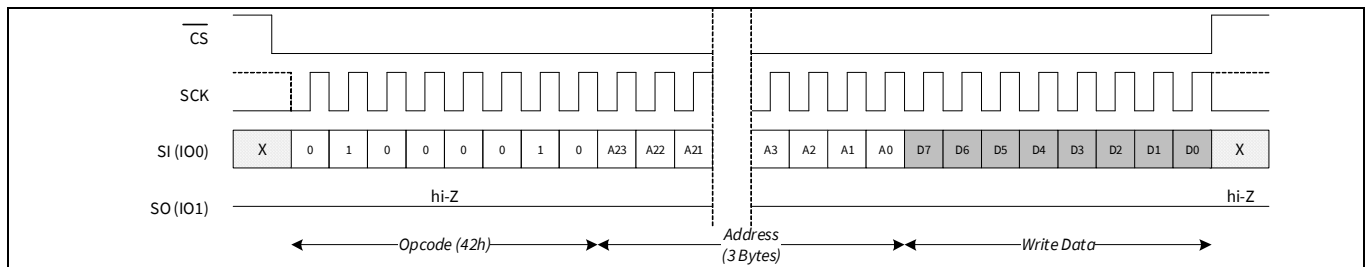 CS
SCK
SI (IO0) X 0 1 0 0 0 0 1 0 A23 A22 A21 A3 A2 A1 A0 D7 D6 D5 D4 D3 D2 D1 D0 X
hi-Z hi-Z
SO (IO1)
Opcode (42h) Address Write Data
(3 Bytes)